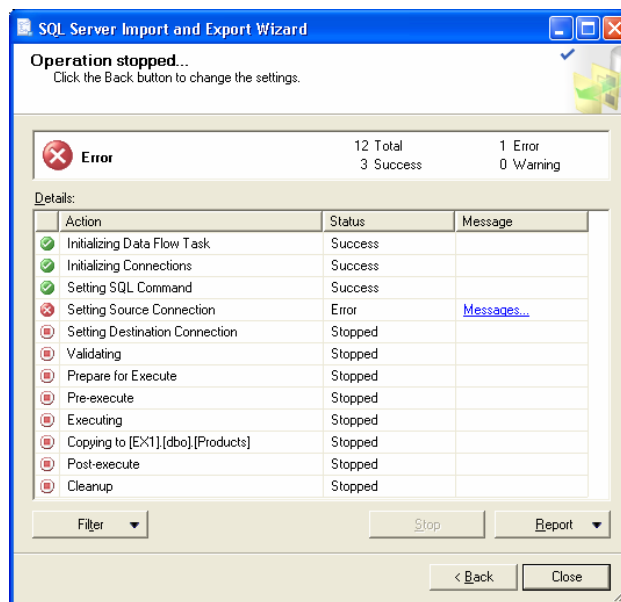 SQL Server Import and Export Wizard
Operation stopped...
Click the Back button to change the settings.
Error
12 Total
1 Error
3 Success
0 Warning
Details:
Action Status Message
Initializing Data Flow Task Success
Initializing Connections Success
Setting SQL Command Success
Setting Source Connection Error Messages...
Setting Destination Connection Stopped
Validating Stopped
Prepare for Execute Stopped
Pre-execute Stopped
Executing Stopped
Copying to [EX1].[dbo].[Products] Stopped
Post-execute Stopped
Cleanup Stopped
Filter Stop Report
< Back Close